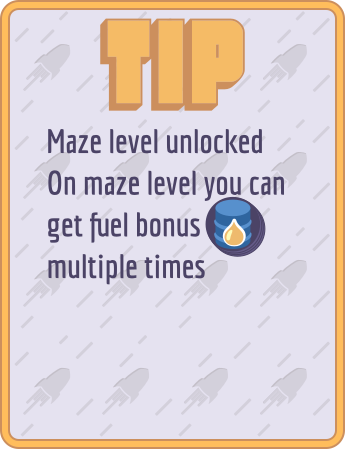 TIP
Maze level unlocked
On maze level you can
get fuel bonus
multiple times